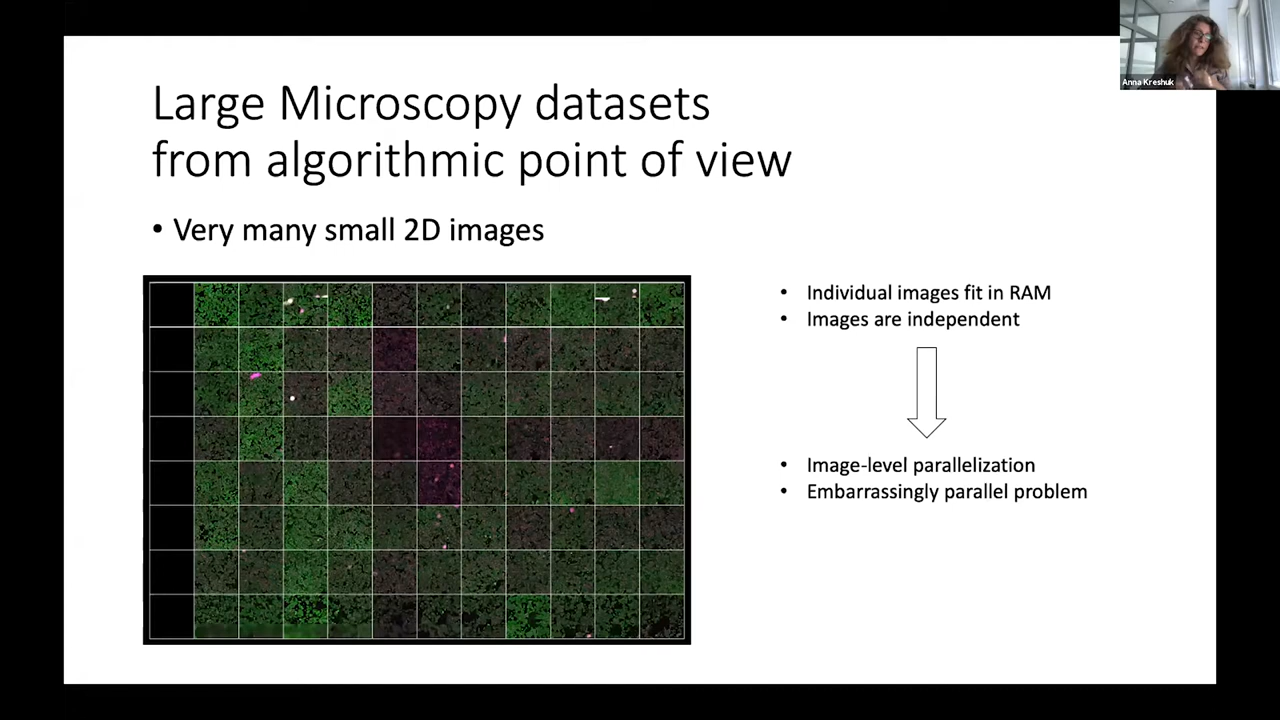 Large Microscopy datasets
from algorithmic point of view
• Very many small 2D images
• Individual images fit in RAM
• Images are independent
• Image-level parallelization
• Embarrassingly parallel problem
Anna Kreshuk